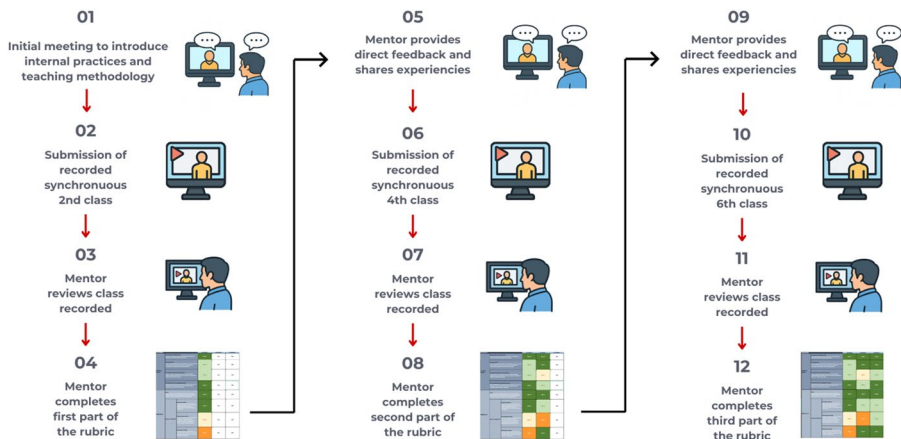 01
Initial meeting to introduce
internal practices and
teaching methodology
02
Submission of
recorded
synchronuous
2nd class
03
Mentor
reviews class
recorded
04
Mentor
completes
first part of
the rubric
05
Mentor provides
direct feedback and
shares experiencies
06
Submission of
recorded
synchronuous
4th class
07
Mentor
reviews class
recorded
08
Mentor
completes
second part of
the rubric
09
Mentor provides
direct feedback and
shares experiencies
10
Submission of
recorded
synchronuous
6th class
11
Mentor
reviews class
recorded
12
Mentor
completes
third part of
the rubric